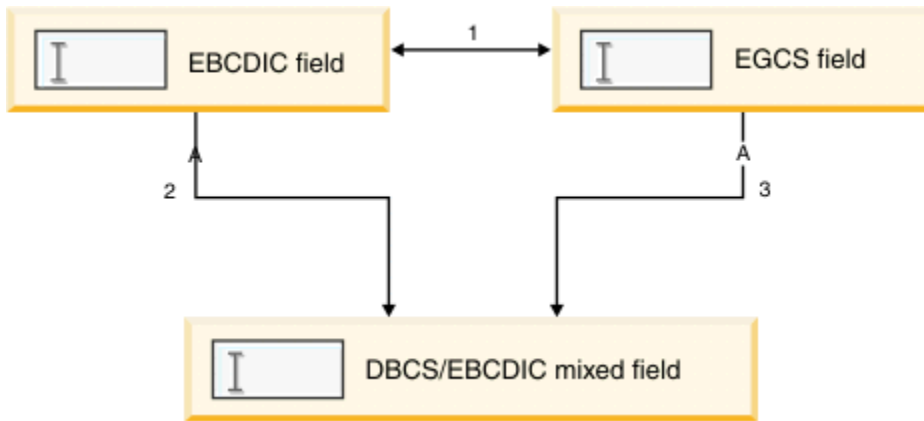 1
EBCDIC field
EGCS field
A
A
2
3
DBCS/EBCDIC mixed field